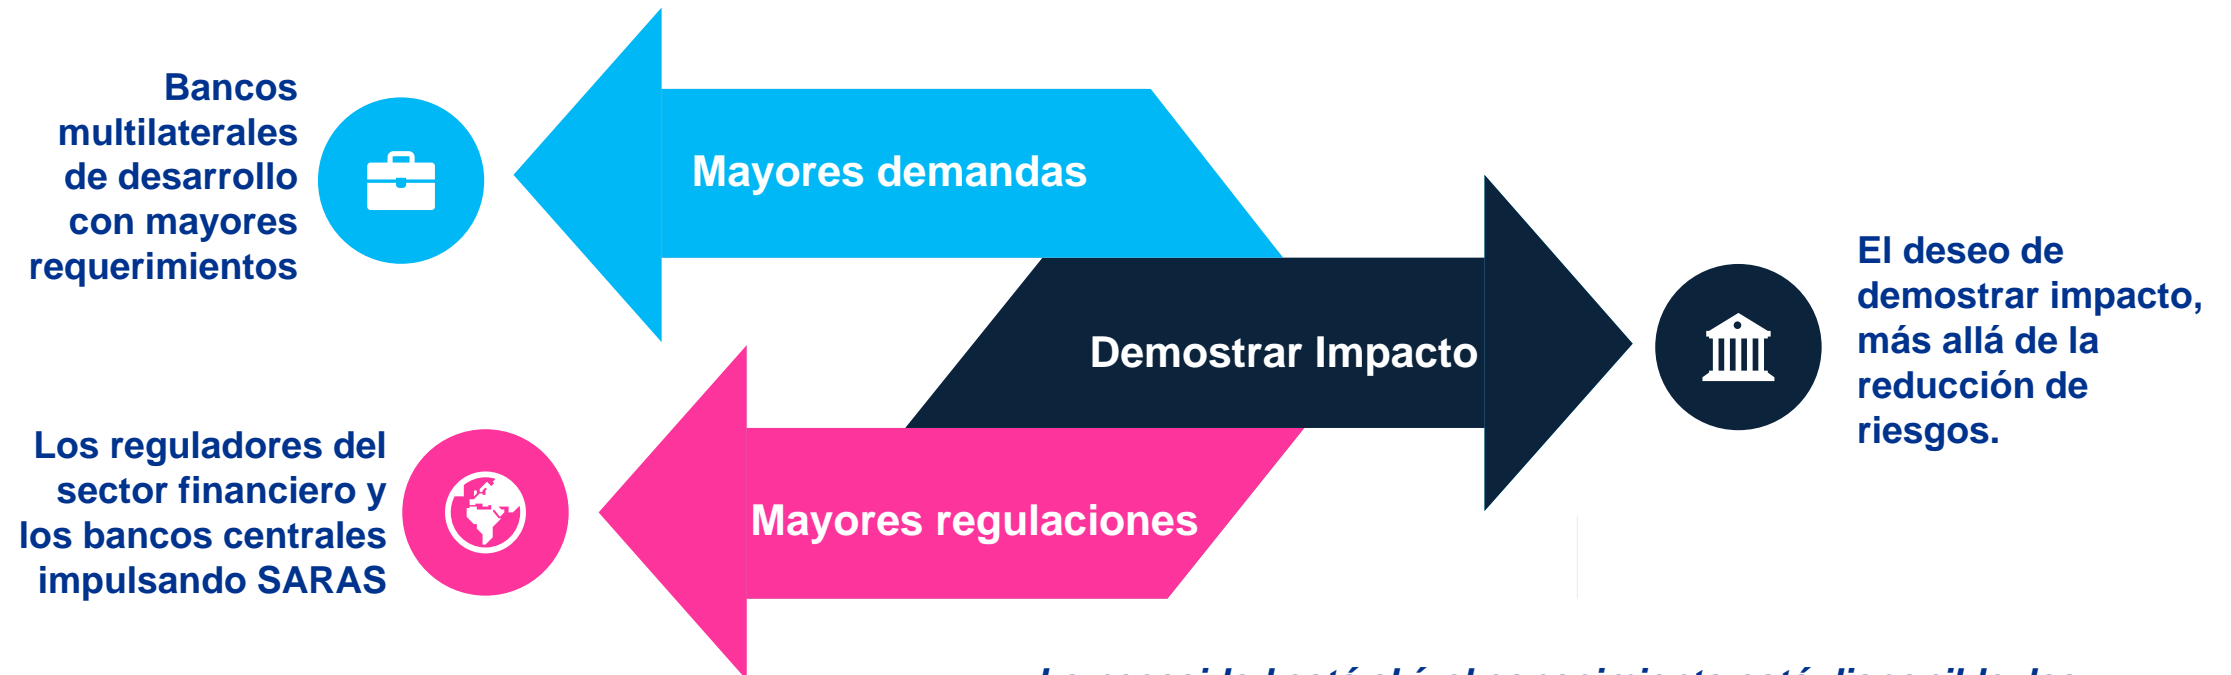 Bancos
multilaterales
de desarrollo
con mayores
requerimientos
Mayores demandas
Demostrar Impacto
El deseo de
demostrar impacto,
más allá de la
reducción de
riesgos.
Los reguladores del
sector financiero y
los bancos centrales
impulsando SARAS
Mayores regulaciones